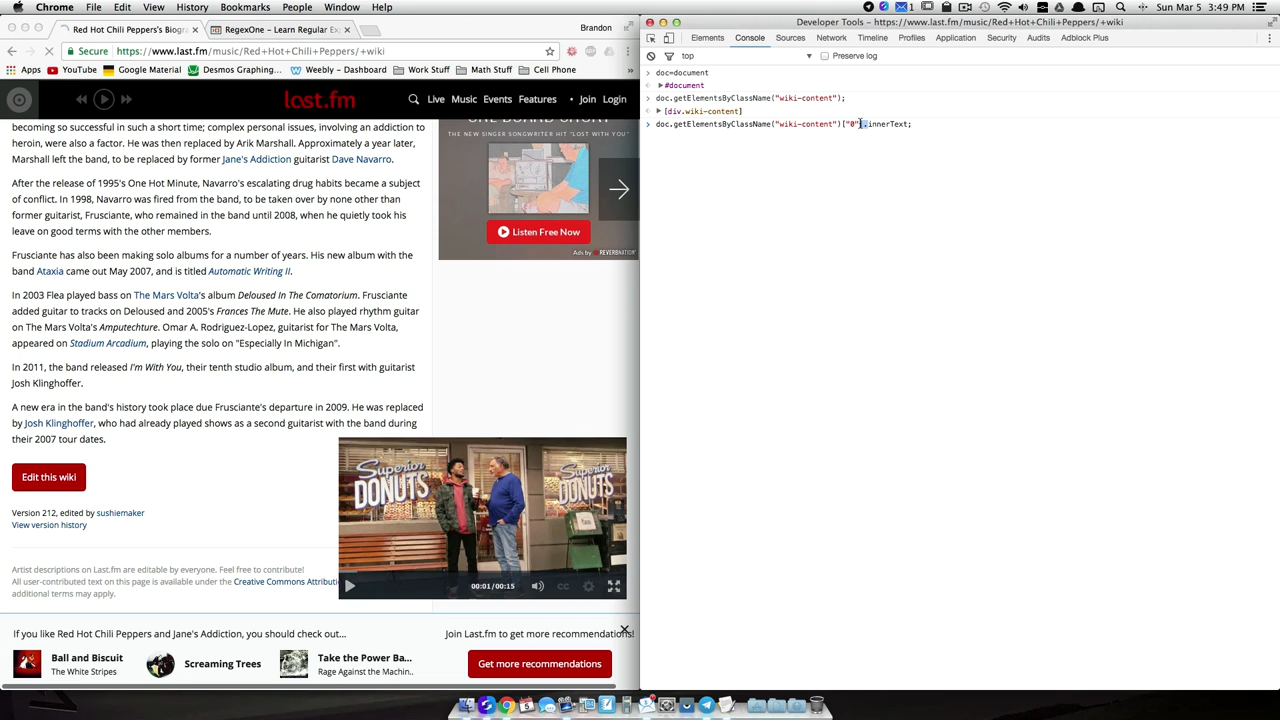 Chrome File Edit View History Bookmarks People Window Help
1
Sun Mar 5 3:49 PM
Red Hot Chili Peppers's Biogra
RegexOne - Learn Regular Ex
Brandon
Secure https://www.last.fm/music/Red+Hot+Chili+Peppers/+wiki
Apps YouTube Google Material Desmos Graphing... Weebly – Dashboard Work Stuff Math Stuff Cell Phone »
last.fm
Live Music Events Features Join Login
becoming so successful in such a short time; complex personal issues, involving an addiction to
heroin, were also a factor. He was then replaced by Arik Marshall. Approximately a year later,
Marshall left the band, to be replaced by former Jane's Addiction guitarist Dave Navarro.
After the release of 1995's One Hot Minute, Navarro's escalating drug habits became a subject
of conflict. In 1998, Navarro was fired from the band, to be taken over by none other than
former guitarist, Frusciante, who remained in the band until 2008, when he quietly took his
leave on good terms with the other members.
Frusciante has also been making solo albums for a number of years. His new album with the
band Ataxia came out May 2007, and is titled Automatic Writing II.
In 2003 Flea played bass on The Mars Volta's album Deloused In The Comatorium. Frusciante
added guitar to tracks on Deloused and 2005's Frances The Mute. He also played rhythm guitar
on The Mars Volta's Amputechture. Omar A. Rodriguez-Lopez, guitarist for The Mars Volta,
appeared on Stadium Arcadium, playing the solo on "Especially In Michigan".
In 2011, the band released I'm With You, their tenth studio album, and their first with guitarist
Josh Klinghoffer.
A new era in the band's history took place due Frusciante's departure in 2009. He was replaced
by Josh Klinghoffer, who had already played shows as a second guitarist with the band during
their 2007 tour dates.
Edit this wiki
Version 212, edited by sushiemaker
View version history
Artist descriptions on Last.fm are editable by everyone. Feel free to contribute!
All user-contributed text on this page is available under the Creative Commons Attributi
additional terms may apply.
ONE BOARD SHORT
THE NEW SINGER SONGWRITER HIT "LOST WITH YOU"
Listen Free Now
Ads by REVERBNATION
Superior DONUTS
Superior DONUTS
00:01/00:15 CC
If you like Red Hot Chili Peppers and Jane's Addiction, you should check out...
Join Last.fm to get more recommendations!
Ball and Biscuit
The White Stripes
Screaming Trees
Take the Power Ba...
Rage Against the Machin..
Get more recommendations
Developer Tools - https://www.last.fm/music/Red+Hot+Chili+Peppers/+wiki
Elements Console Sources Network Timeline Profiles Application Security Audits Adblock Plus
top Preserve log
doc=document
#document
doc.getElementsByClassName("wiki-content");
[div.wiki-content]
doc.getElementsByClassName("wiki-content")["0"].innerText;